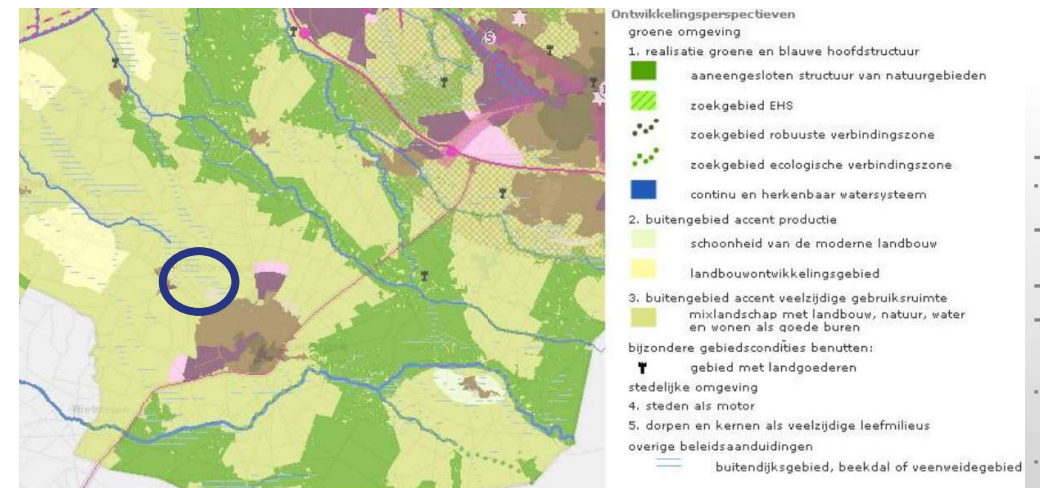 Ontwikkelingsperspectieven
groene omgeving
1. realisatie groene en blauwe hoofdstructuur
aaneengesloten structuur van natuurgebieden
zoekgebied EHS
zoekgebied robuuste verbindingszone
zoekgebied ecologische verbindingszone
continu en herkenbaar watersysteem
2. buitengebied accent productie
schoonheid van de moderne landbouw
landbouwontwikkelingsgebied
3. buitengebied accent veelzijdige gebruiksruimte
mixlandschap met landbouw, natuur, water
en wonen als goede buren
bijzondere gebiedscondities benutten:
gebied met landgoederen
stedelijke omgeving
4. steden als motor
5. dorpen en kernen als veelzijdige leefmilieus
overige beleidsaanduidingen
buitendijksgebied, beekdal of veenweidegebied
S